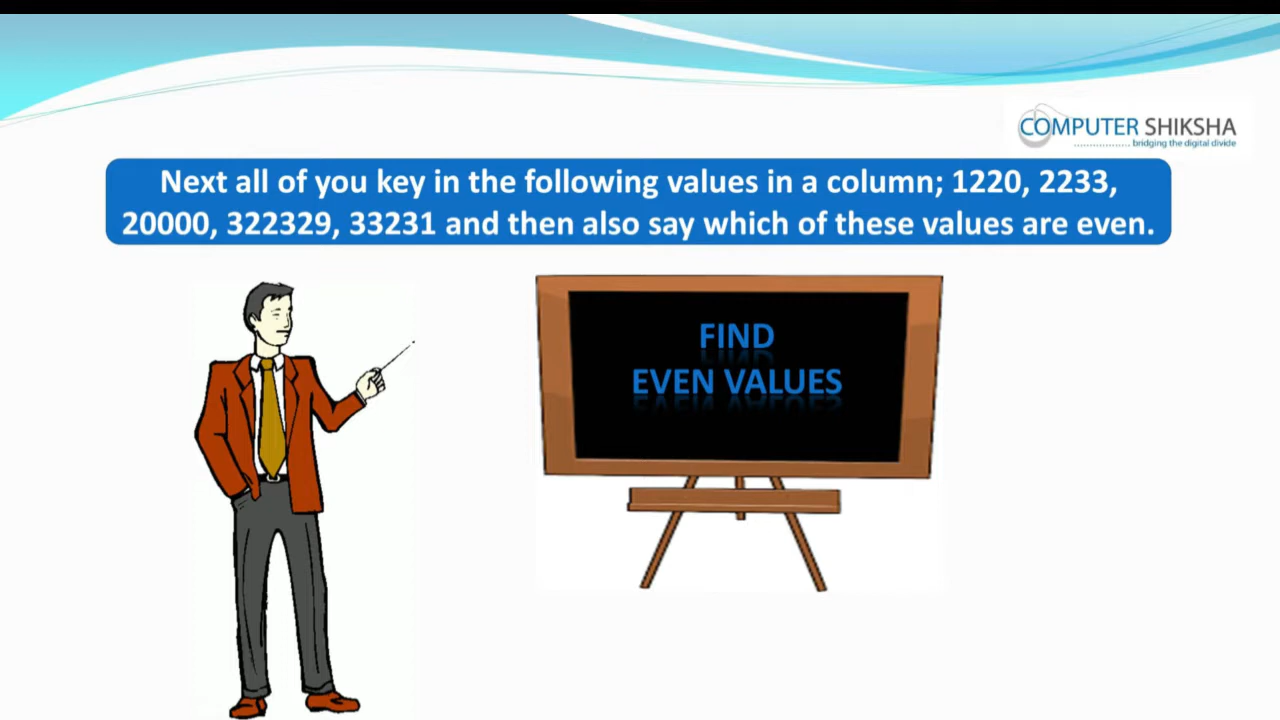 COMPUTER SHIKSHA
bridging the digital divide
Next all of you key in the following values in a column; 1220, 2233,
20000, 322329, 33231 and then also say which of these values are even.
FIND
EVEN VALUES